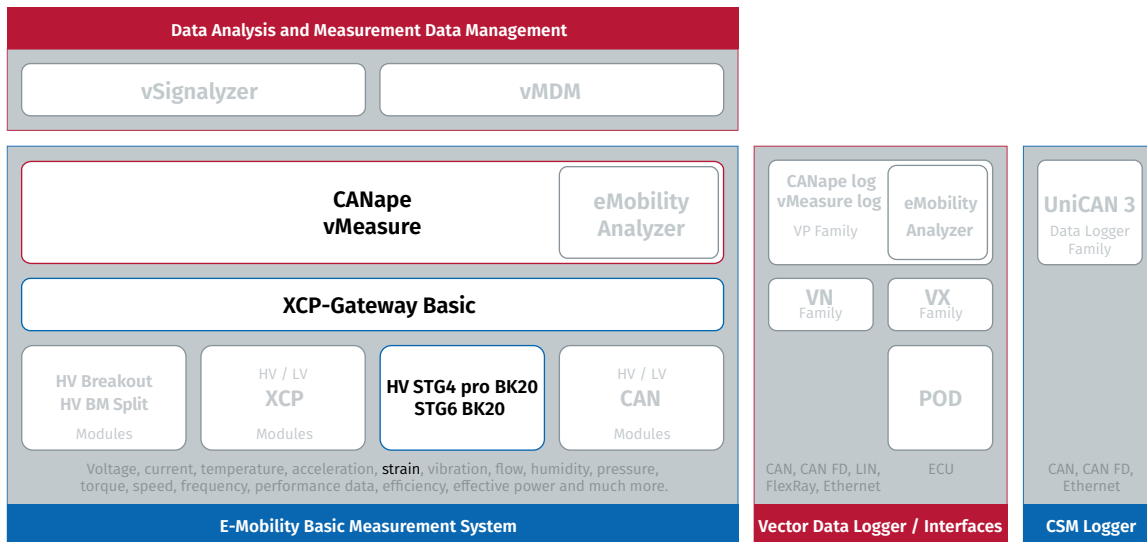 Data Analysis and Measurement Data Management
vSignalyzer
vMDM
CANape
vMeasure
eMobility
Analyzer
XCP-Gateway Basic
HV Breakout
HV BM Split
Modules
HV / LV
XCP
Modules
HV STG4 pro BK20
STG6 BK20
HV / LV
CAN
Modules
Voltage, current, temperature, acceleration, strain, vibration, flow, humidity, pressure,
torque, speed, frequency, performance data, efficiency, effective power and much more.
E-Mobility Basic Measurement System
CANape log
vMeasure log
VP Family
eMobility
Analyzer
VN
Family
VX
Family
POD
CAN, CAN FD, LIN,
FlexRay, Ethernet
ECU
Vector Data Logger / Interfaces
UniCAN 3
Data Logger
Family
CAN, CAN FD,
Ethernet
CSM Logger